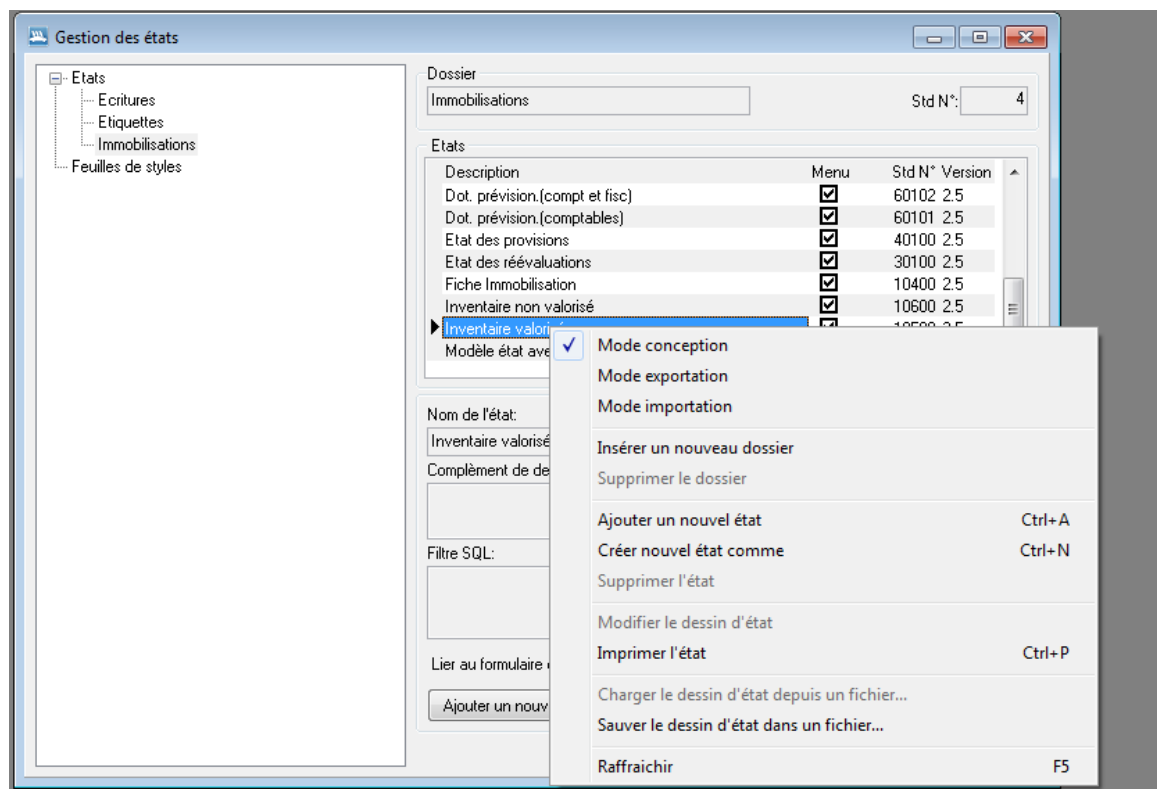 Gestion des états
Etats
Ecritures
Etiquettes
Immobilisations
Feuilles de styles
Dossier
Immobilisations Std N°: 4
Etats
Description Menu Std N° Version
Dot. prévision.(compt et fisc) 60102 2.5
Dot. prévision.(comptables) 60101 2.5
Etat des provisions 40100 2.5
Etat des réévaluations 30100 2.5
Fiche Immobilisation 10400 2.5
Inventaire non valorisé 10600 2.5
Inventaire valorisé 10500 2.5
Modèle état ave
Nom de l'état:
Inventaire valorisé
Complèment de de
Filtre SQL:
Lier au formulaire
Ajouter un nouv
Mode conception
Mode exportation
Mode importation
Insérer un nouveau dossier
Supprimer le dossier
Ajouter un nouvel état Ctrl+A
Créer nouvel état comme Ctrl+N
Supprimer l'état
Modifier le dessin d'état
Imprimer l'état Ctrl+P
Charger le dessin d'état depuis un fichier...
Sauver le dessin d'état dans un fichier...
Raffraichir F5